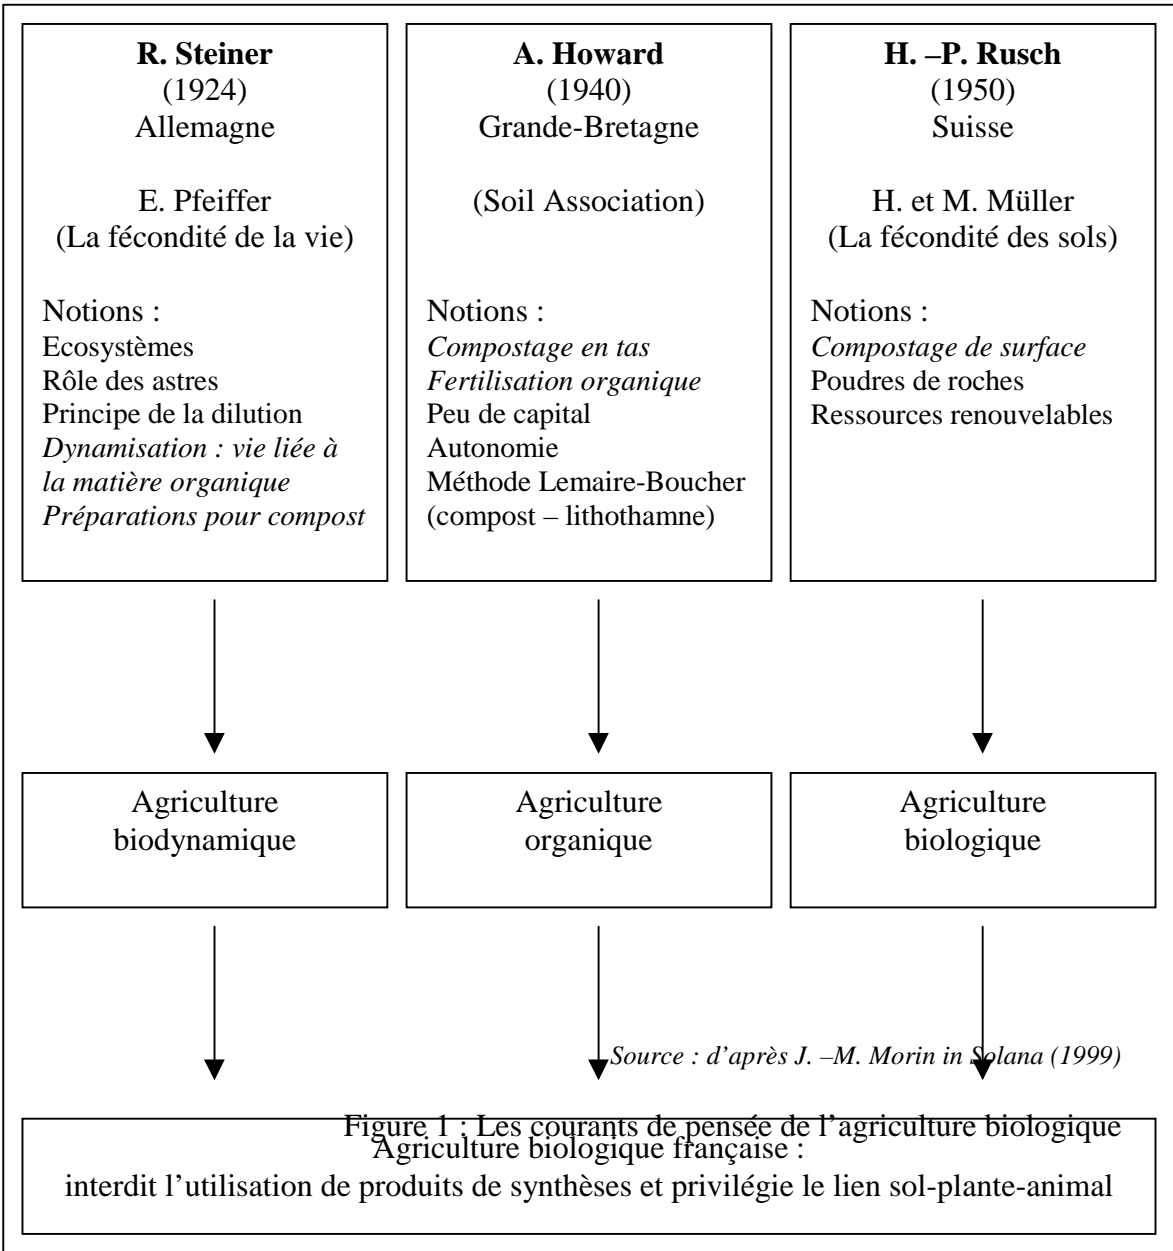 R. Steiner
(1924)
Allemagne
E. Pfeiffer
(La fécondité de la vie)
Notions :
Ecosystèmes
Rôle des astres
Principe de la dilution
Dynamisation : vie liée à
la matière organique
Préparations pour compost
A. Howard
(1940)
Grande-Bretagne
(Soil Association)
Notions :
Compostage en tas
Fertilisation organique
Peu de capital
Autonomie
Méthode Lemaire-Boucher
(compost – lithothamne)
H. –P. Rusch
(1950)
Suisse
H. et M. Müller
(La fécondité des sols)
Notions :
Compostage de surface
Poudres de roches
Ressources renouvelables
Agriculture
biodynamique
Agriculture
organique
Agriculture
biologique
Source : d’après J. –M. Morin in Solana (1999)
Figure 1 : Les courants de pensée de l’agriculture biologique
Agriculture biologique française :
interdit l’utilisation de produits de synthèses et privilégie le lien sol-plante-animal